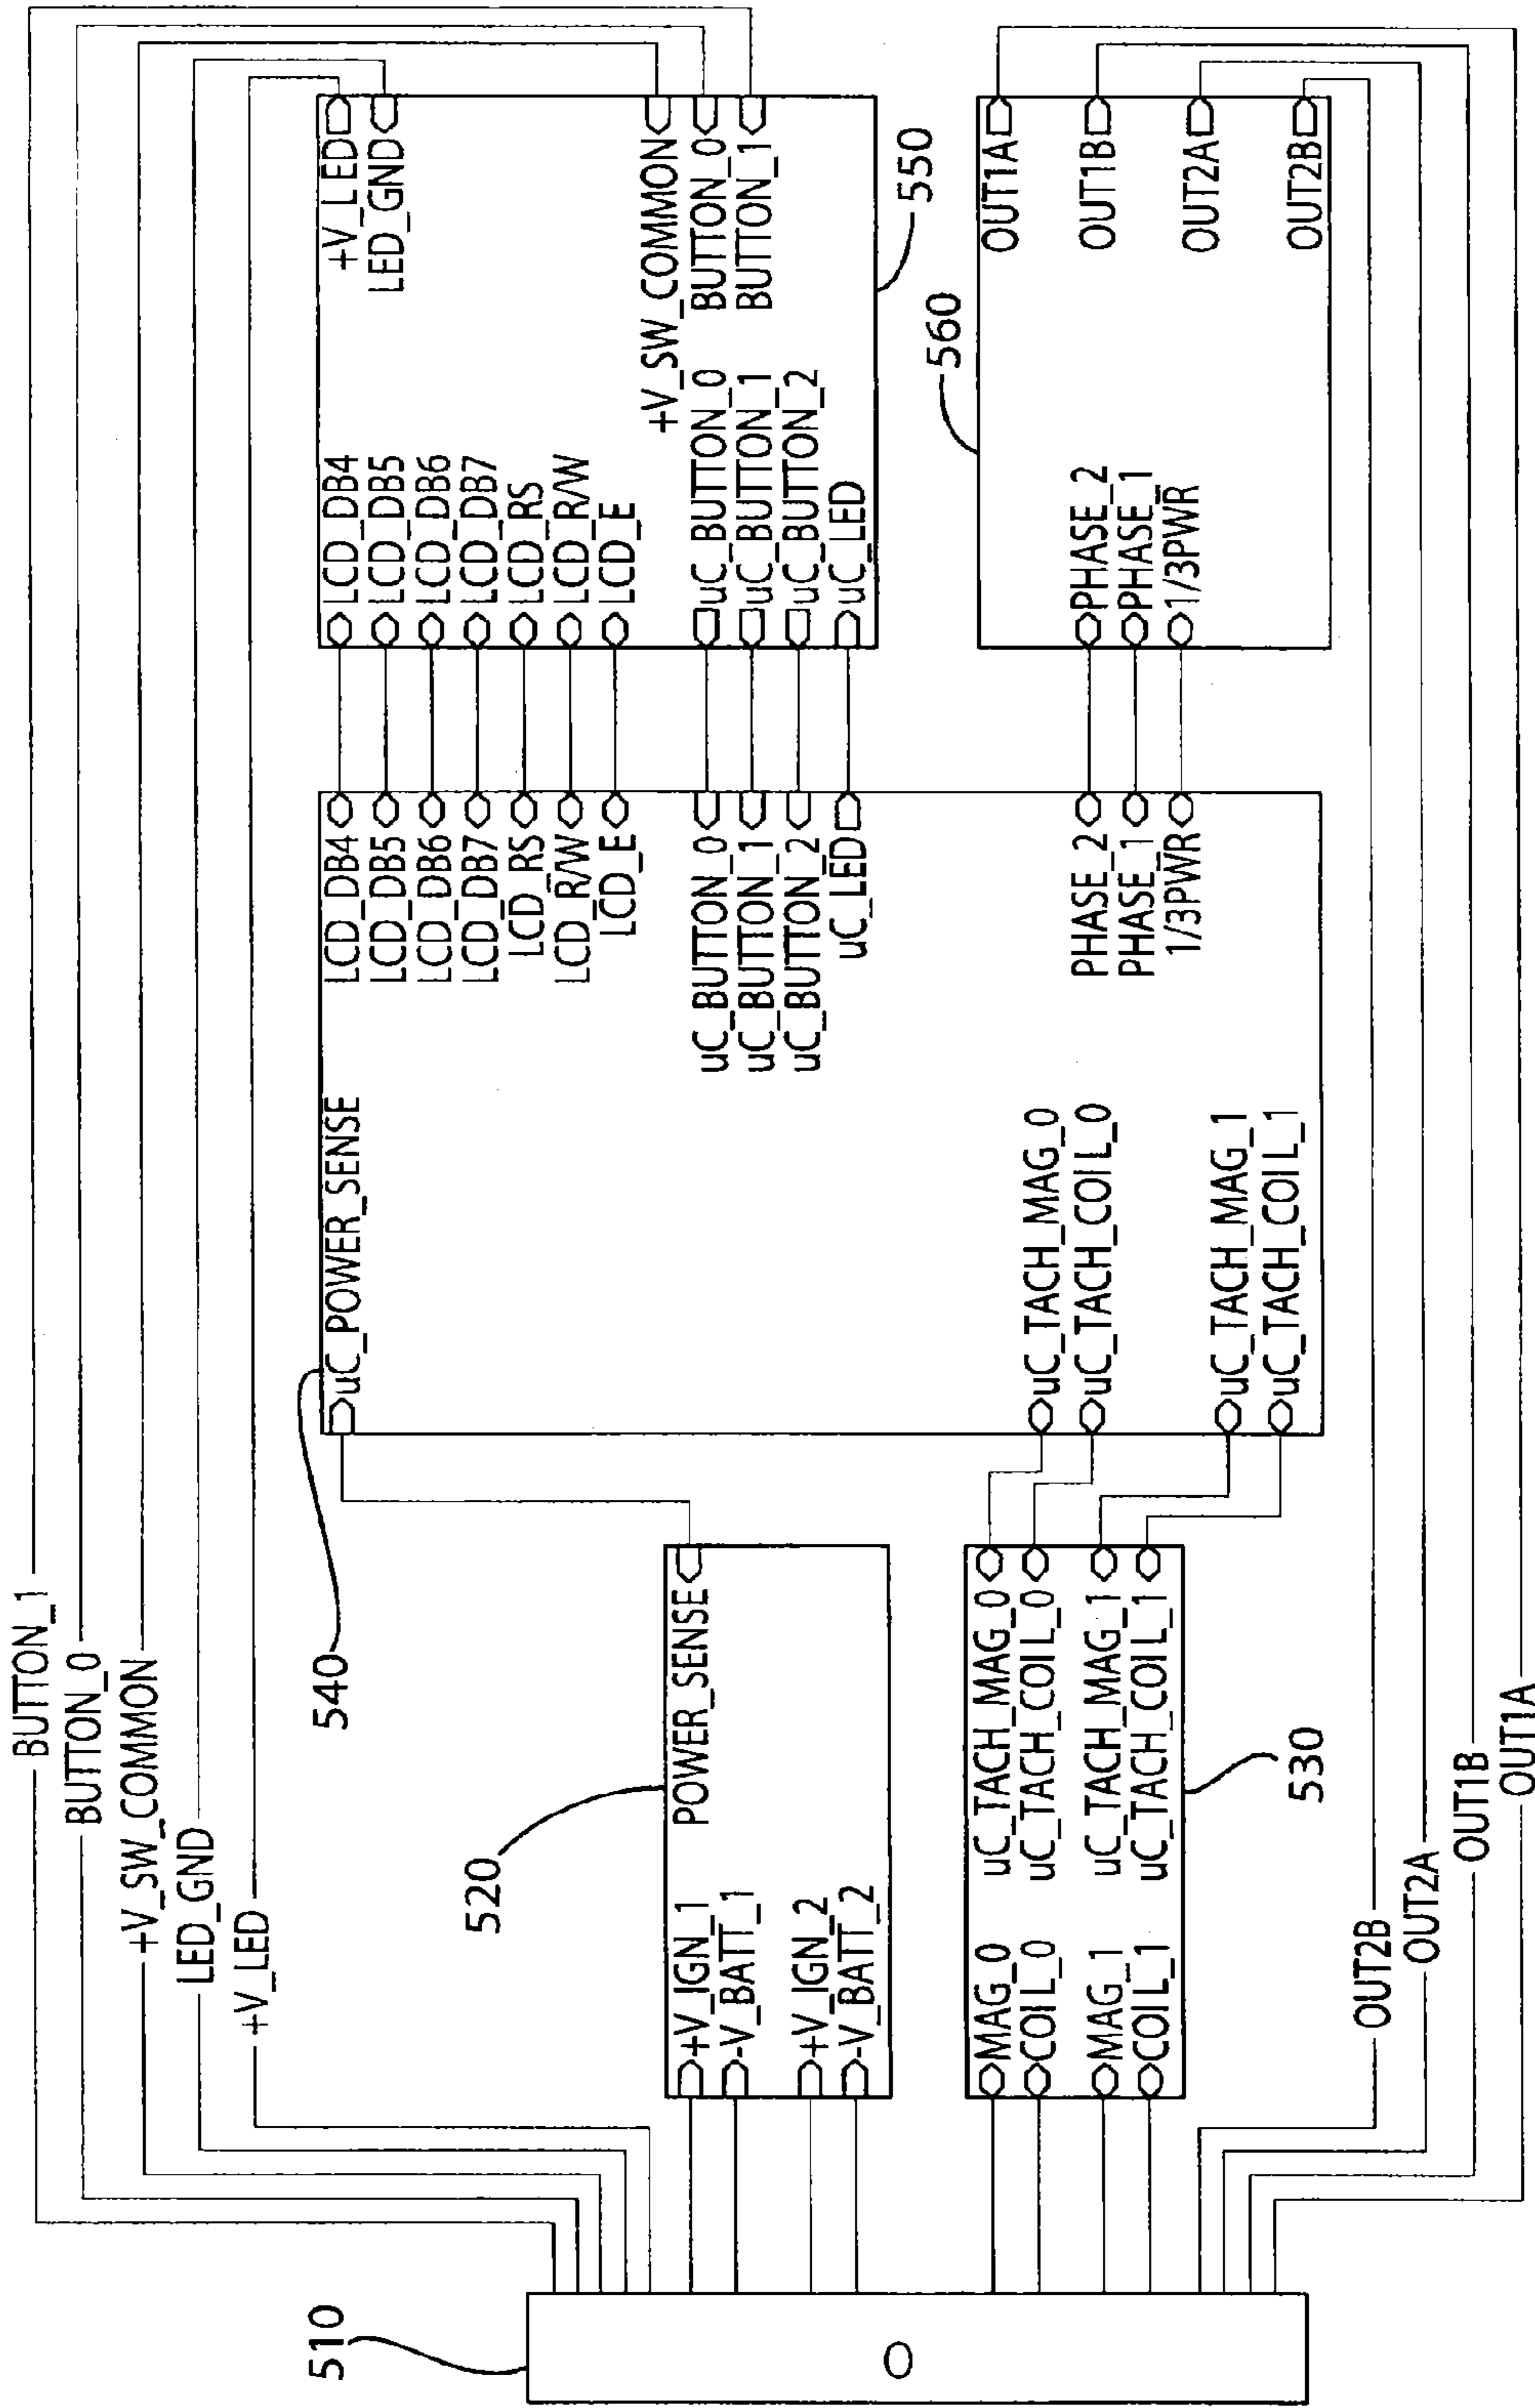 BUTTON_1
BUTTON_0
+V_SW_COMMON
LED_GND
+V_LED
510
520
+V_IGN_1
-V_BATT_1
+V_IGN_2
-V_BATT_2
POWER_SENSE
MAG_0
COIL_0
MAG_1
COIL_1
uC_TACH_MAG_0
uC_TACH_COIL_0
uC_TACH_MAG_1
uC_TACH_COIL_1
530
540
uC_POWER_SENSE
uC_TACH_MAG_0
uC_TACH_COIL_0
uC_TACH_MAG_1
uC_TACH_COIL_1
LCD_DB4
LCD_DB5
LCD_DB6
LCD_DB7
LCD_RS
LCD_R/W
LCD_E
uC_BUTTON_0
uC_BUTTON_1
uC_BUTTON_2
uC_LED
PHASE_2
PHASE_1
1/3PWR
LCD_DB4
LCD_DB5
LCD_DB6
LCD_DB7
LCD_RS
LCD_R/W
LCD_E
uC_BUTTON_0
uC_BUTTON_1
uC_BUTTON_2
uC_LED
+V_LED
LED_GND
+V_SW_COMMON
BUTTON_0
BUTTON_1
550
560
PHASE_2
PHASE_1
1/3PWR
OUT1A
OUT1B
OUT2A
OUT2B
OUT2B
OUT2A
OUT1B
OUT1A